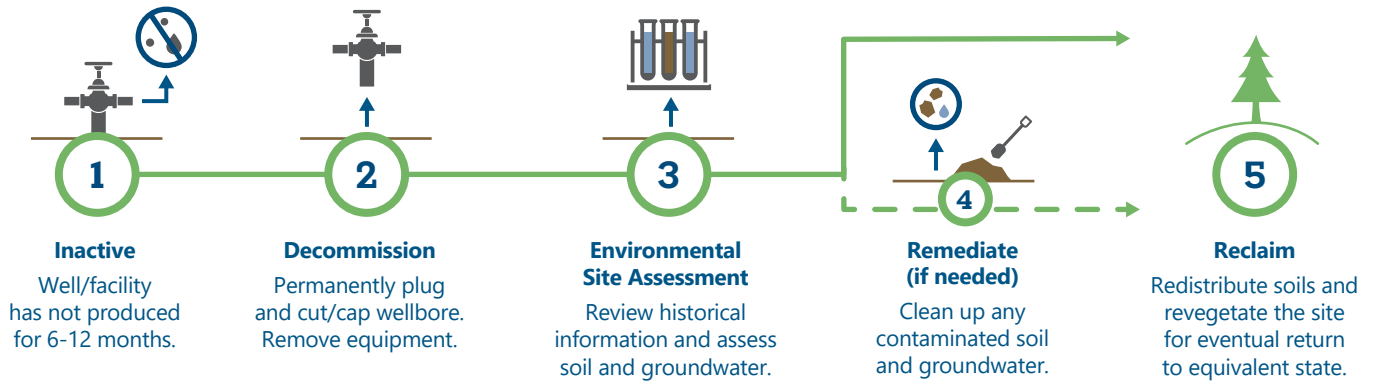 1
Inactive
Well/facility
has not produced
for 6-12 months.
2
Decommission
Permanently plug
and cut/cap wellbore.
Remove equipment.
3
Environmental
Site Assessment
Review historical
information and assess
soil and groundwater.
4
Remediate
(if needed)
Clean up any
contaminated soil
and groundwater.
5
Reclaim
Redistribute soils and
revegetate the site
for eventual return
to equivalent state.